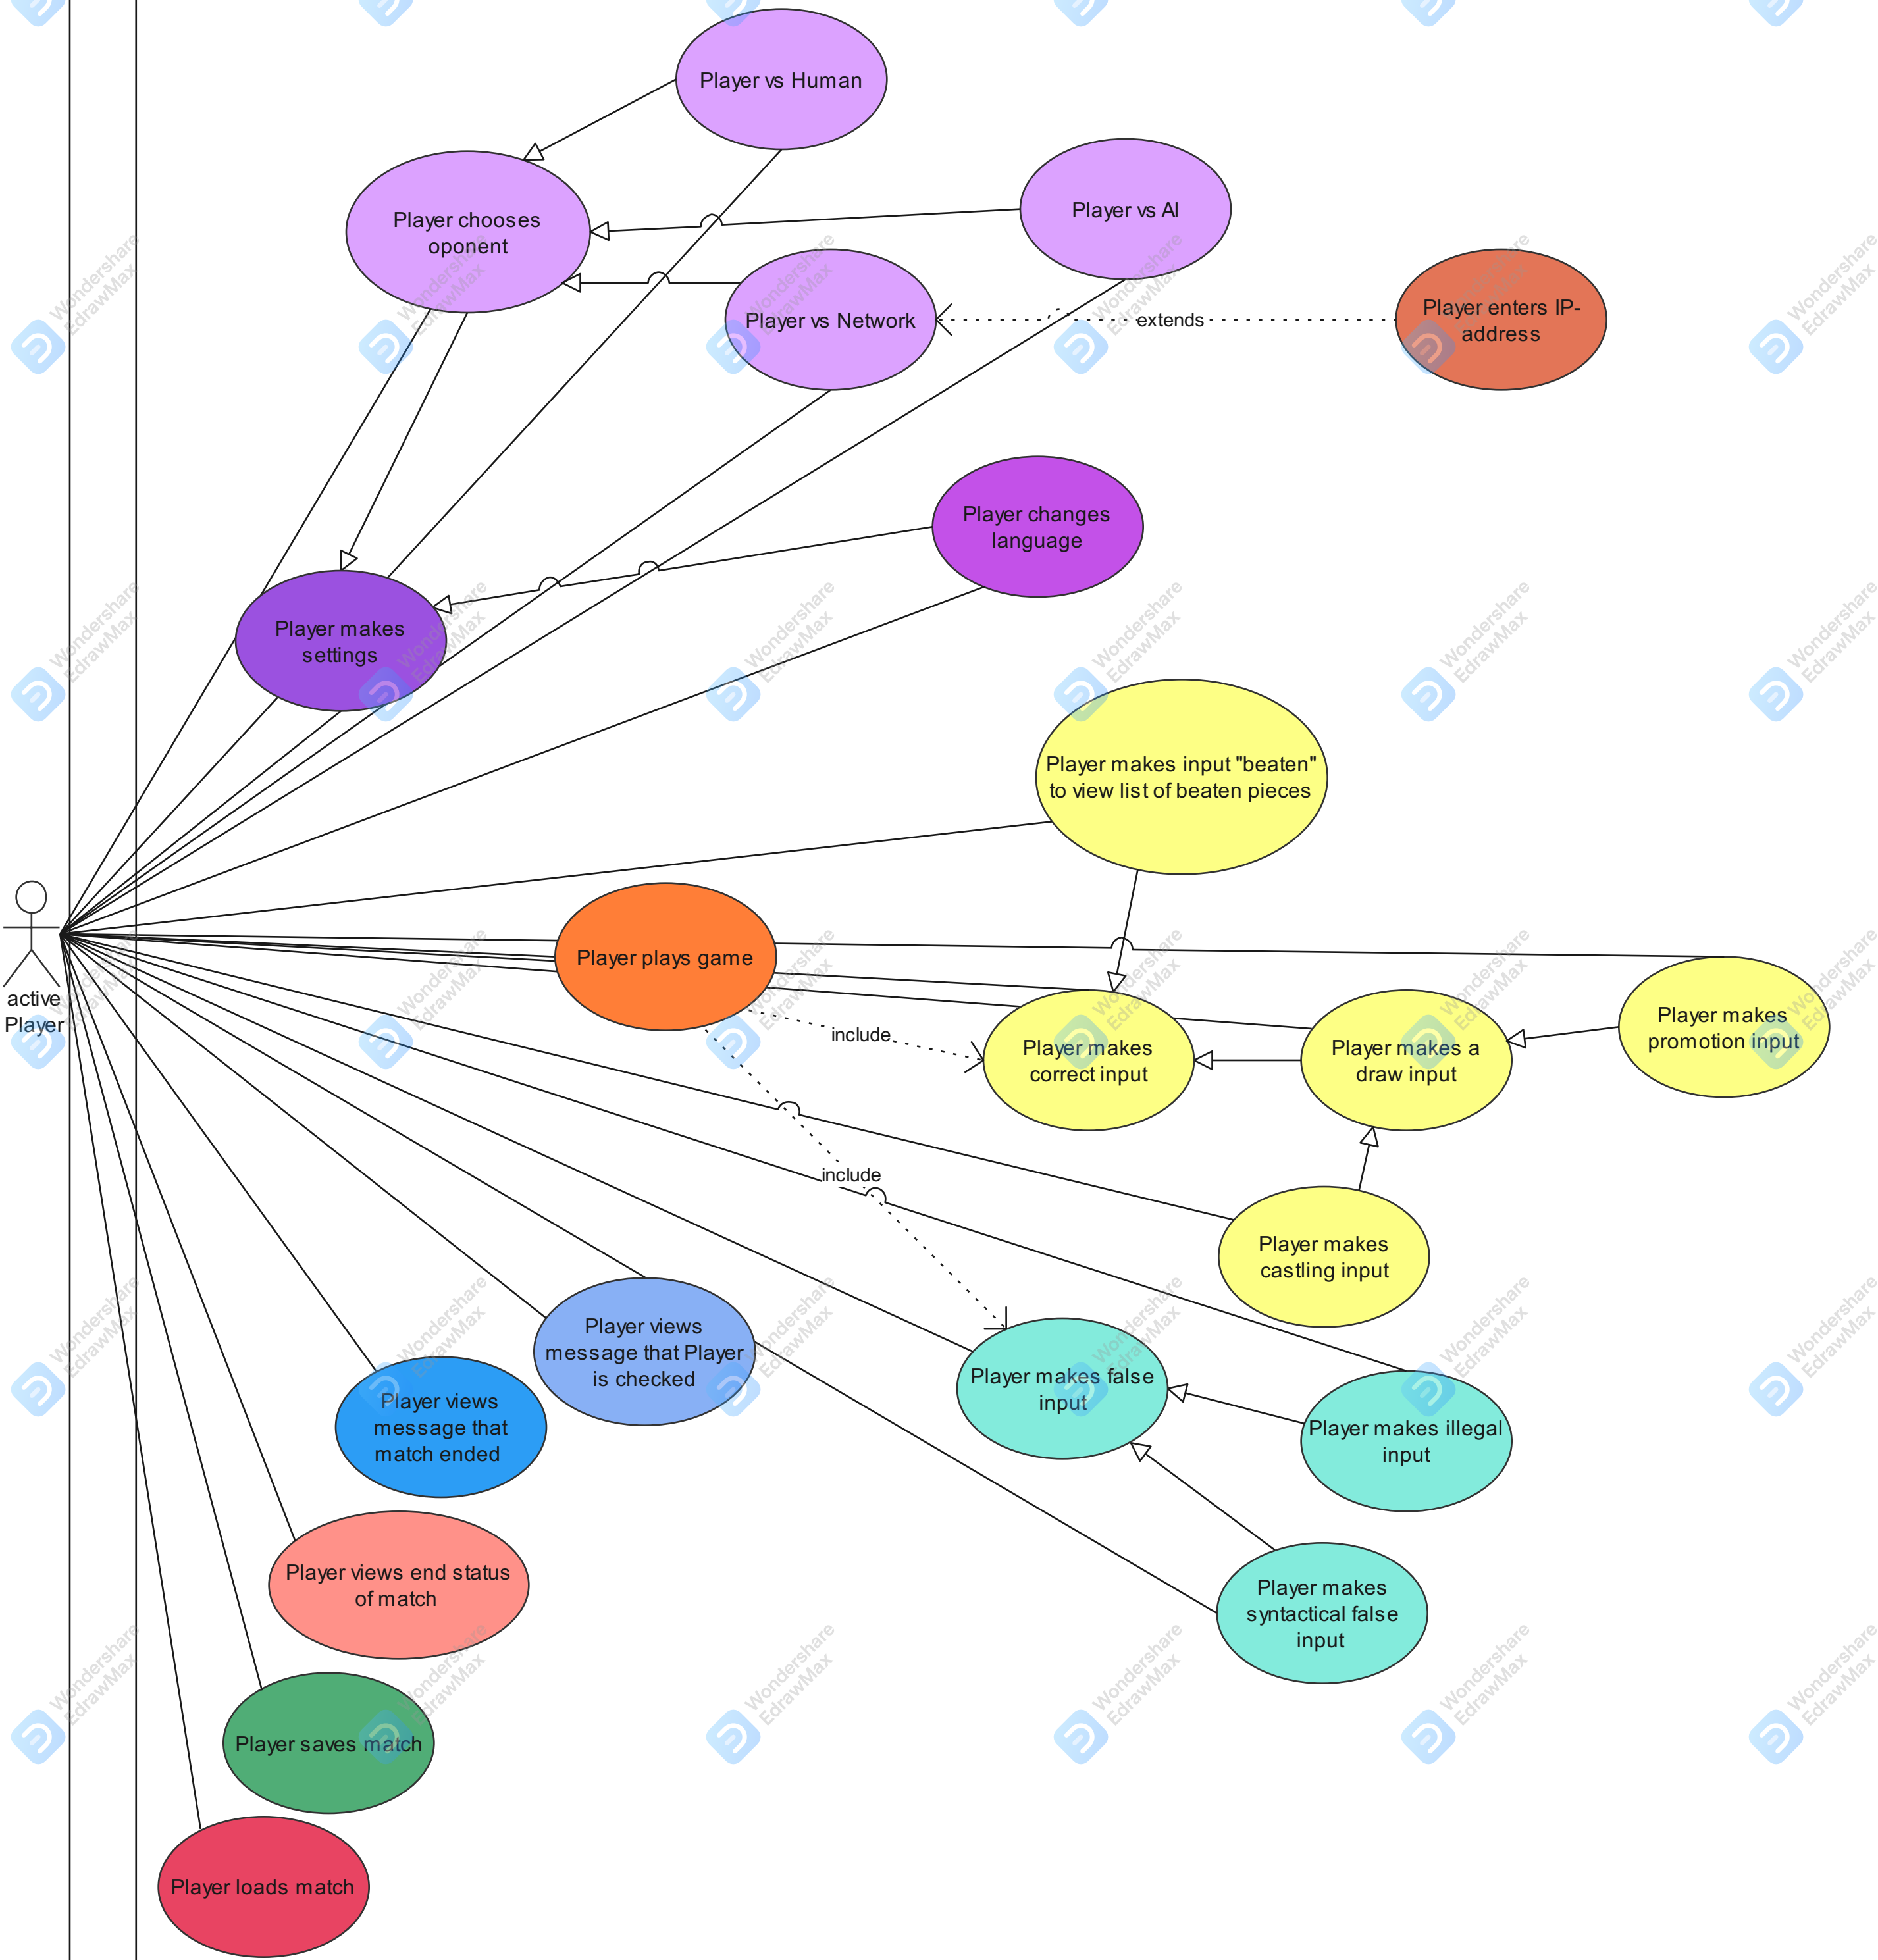 Player vs Human
Player chooses
oponent
Player vs AI
Player vs Network
extends
Player enters IP-
address
Player changes
language
Player makes
settings
Player makes input "beaten"
to view list of beaten pieces
Player plays game
active
Player
include
Player makes
correct input
Player makes a
draw input
Player makes
promotion input
include
Player makes
castling input
Player views
message that Player
is checked
Player makes false
input
Player views
message that
match ended
Player makes illegal
input
Player views end status
of match
Player makes
syntactical false
input
Player saves match
Player loads match
Wondershare
EdrawMax